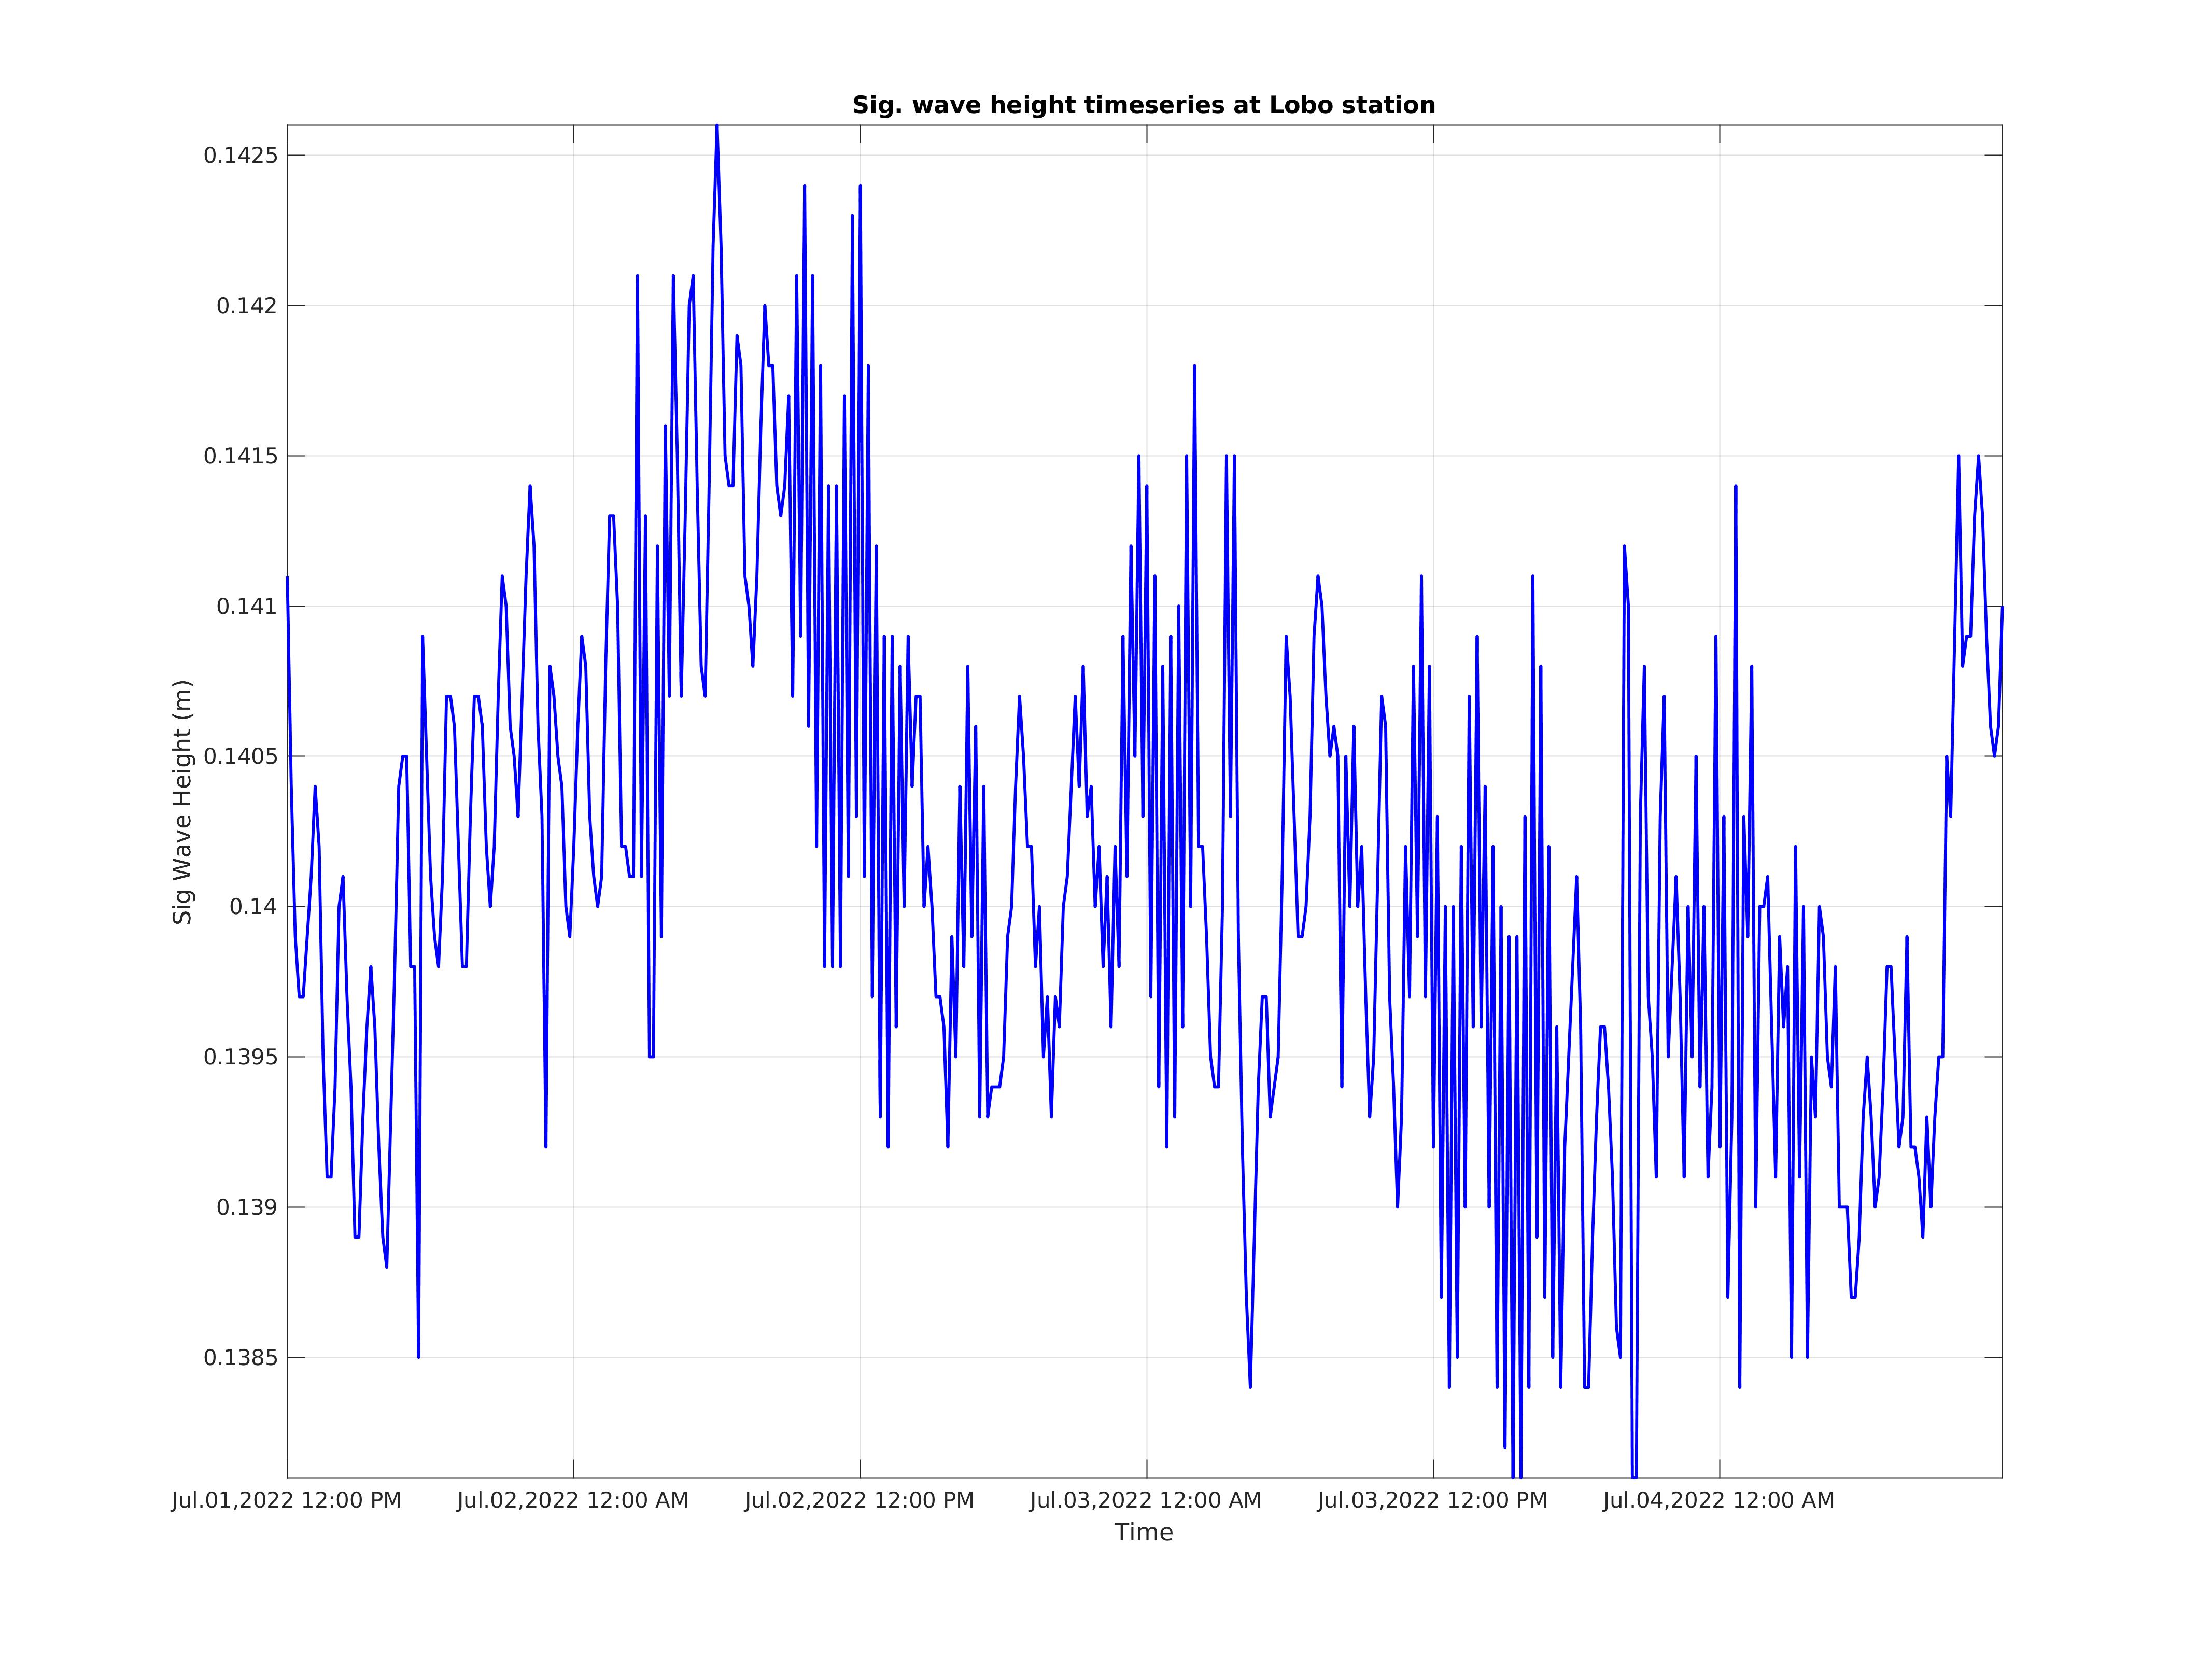 Sig. wave height timeseries at Lobo station
0.1425
0.142
0.1415
0.141
0.1405
0.14
0.1395
0.139
0.1385
Sig Wave Height (m)
Jul.01,2022 12:00 PM
Jul.02,2022 12:00 AM
Jul.02,2022 12:00 PM
Jul.03,2022 12:00 AM
Jul.03,2022 12:00 PM
Jul.04,2022 12:00 AM
Time